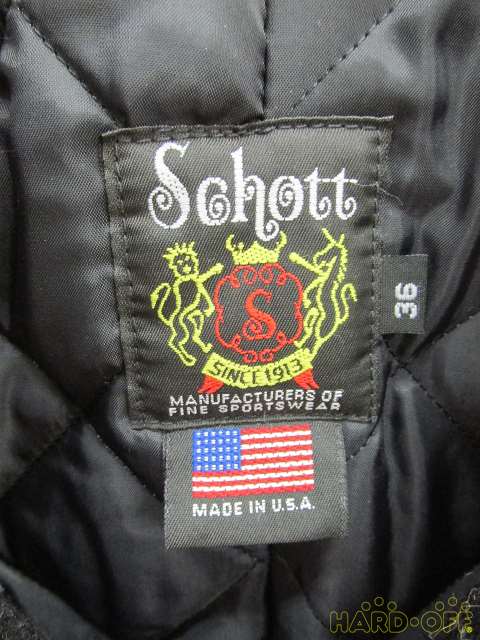 Schott
S
SINCE 1913
MANUFACTURERS OF
FINE SPORTSWEAR
36
MADE IN U.S.A.
HARD-OFF